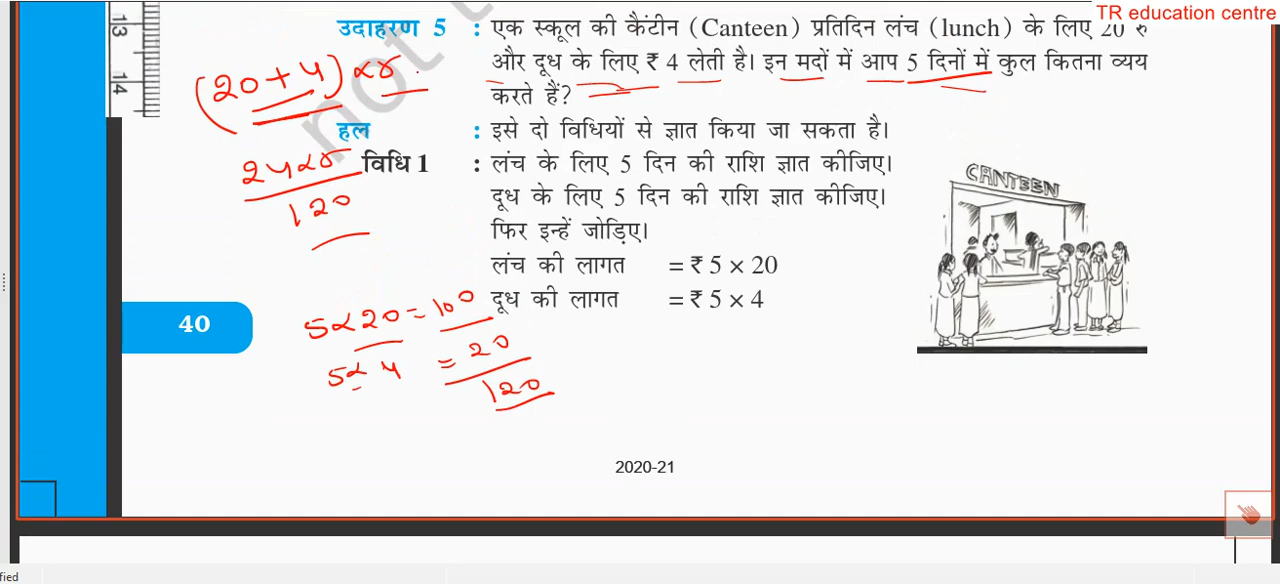 TR education centre
उदाहरण 5 : एक स्कूल की कैंटीन (Canteen) प्रतिदिन लंच (lunch) के लिए 20 रु
और दूध के लिए ₹ 4 लेती है। इन मदों में आप 5 दिनों में कुल कितना व्यय
करते हैं?
(20+4)×5
हल : इसे दो विधियों से ज्ञात किया जा सकता है।
24×5
120
विधि 1 : लंच के लिए 5 दिन की राशि ज्ञात कीजिए।
दूध के लिए 5 दिन की राशि ज्ञात कीजिए।
फिर इन्हें जोड़िए।
लंच की लागत = ₹ 5 × 20
दूध की लागत = ₹ 5 × 4
CANTEEN
40
5×20=100
5×4 =20
120
2020-21
13
14
not
fied